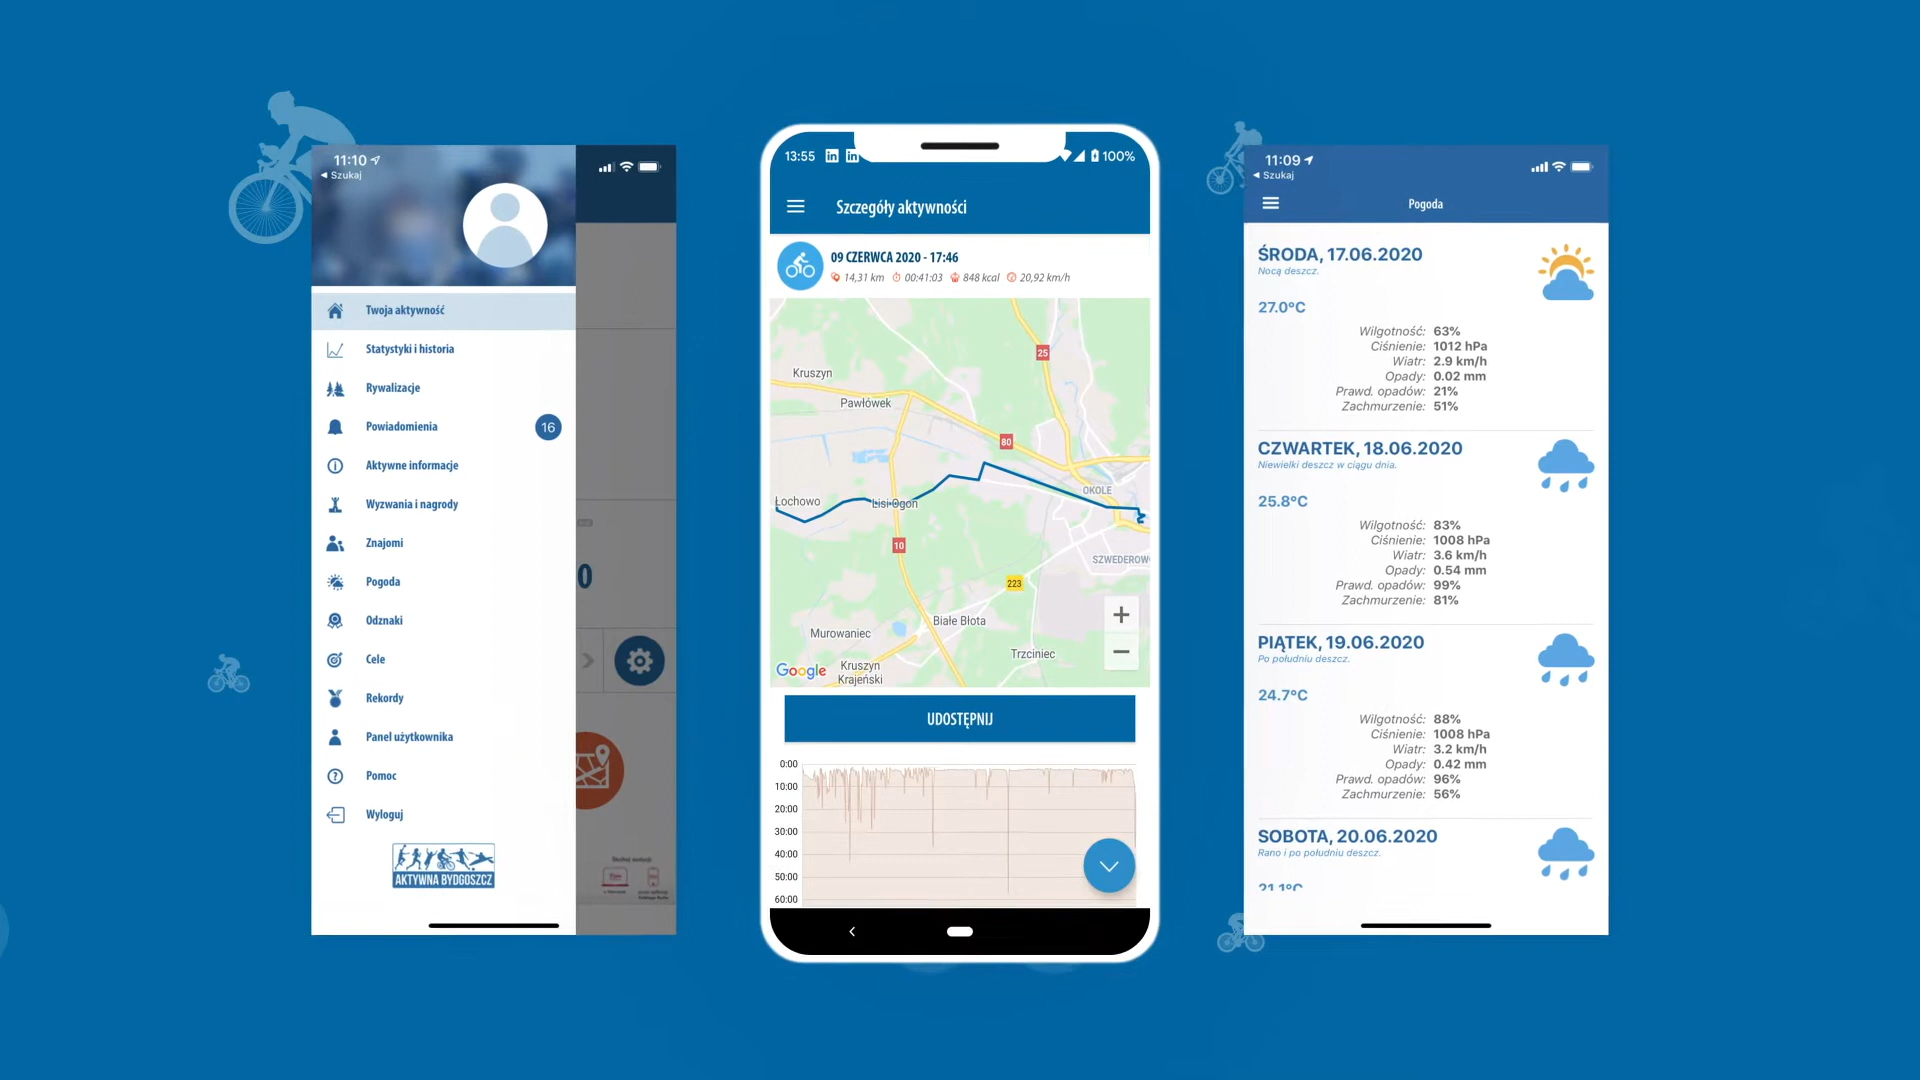 11:10
◄ Szukaj
Twoja aktywność
Statystyki i historia
Rywalizacje
Powiadomienia
16
Aktywne informacje
Wyzwania i nagrody
Znajomi
Pogoda
Odznaki
Cele
Rekordy
Panel użytkownika
Pomoc
Wyloguj
AKTYWNA BYDGOSZCZ
0
13:55
in
in
100%
Szczegóły aktywności
09 CZERWCA 2020 - 17:46
14,31 km 00:41:03 848 kcal 20,92 km/h
25
Kruszyn
Pawłówek
80
OKOLE
Łochowo
Lisi Ogon
10
SZWEDEROW
223
Białe Błota
Murowaniec
Trzciniec
Kruszyn
Krajeński
Google
+
−
UDOSTĘPNIJ
0:00
10:00
20:00
30:00
40:00
50:00
60:00
11:09
◄ Szukaj
Pogoda
ŚRODA, 17.06.2020
Nocą deszcz.
27.0°C
Wilgotność: 63%
Ciśnienie: 1012 hPa
Wiatr: 2.9 km/h
Opady: 0.02 mm
Prawd. opadów: 21%
Zachmurzenie: 51%
CZWARTEK, 18.06.2020
Niewielki deszcz w ciągu dnia.
25.8°C
Wilgotność: 83%
Ciśnienie: 1008 hPa
Wiatr: 3.6 km/h
Opady: 0.54 mm
Prawd. opadów: 99%
Zachmurzenie: 81%
PIĄTEK, 19.06.2020
Po południu deszcz.
24.7°C
Wilgotność: 88%
Ciśnienie: 1008 hPa
Wiatr: 3.2 km/h
Opady: 0.42 mm
Prawd. opadów: 96%
Zachmurzenie: 56%
SOBOTA, 20.06.2020
Rano i po południu deszcz.
21.1°C